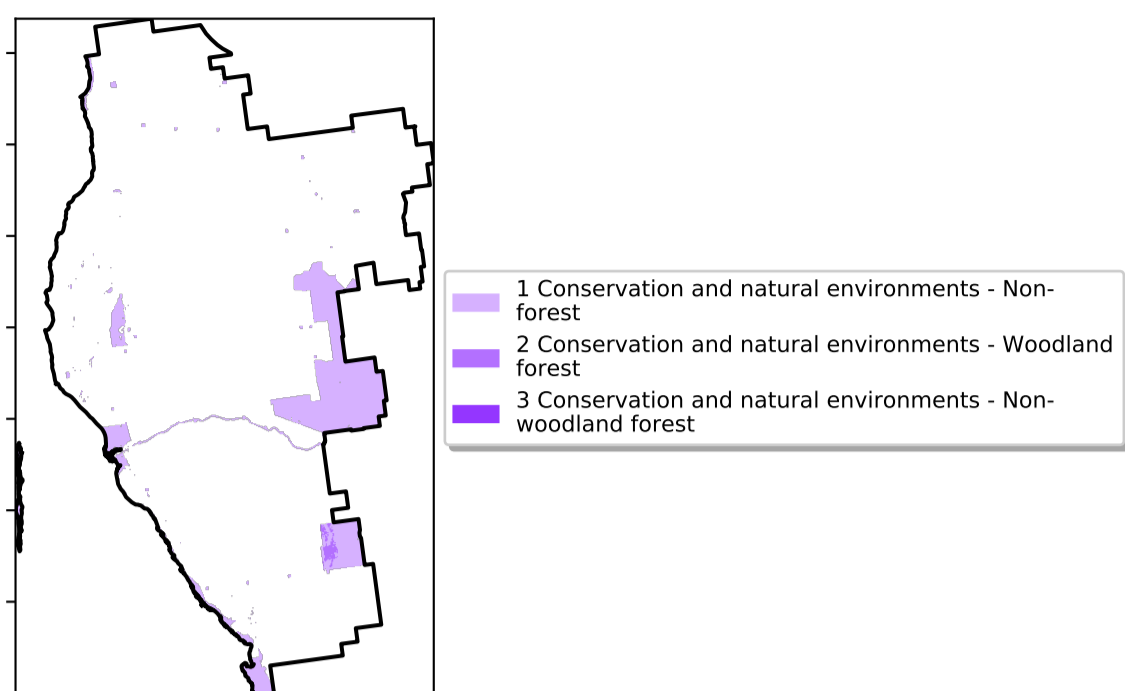 1 Conservation and natural environments - Non-
forest
2 Conservation and natural environments - Woodland
forest
3 Conservation and natural environments - Non-
woodland forest